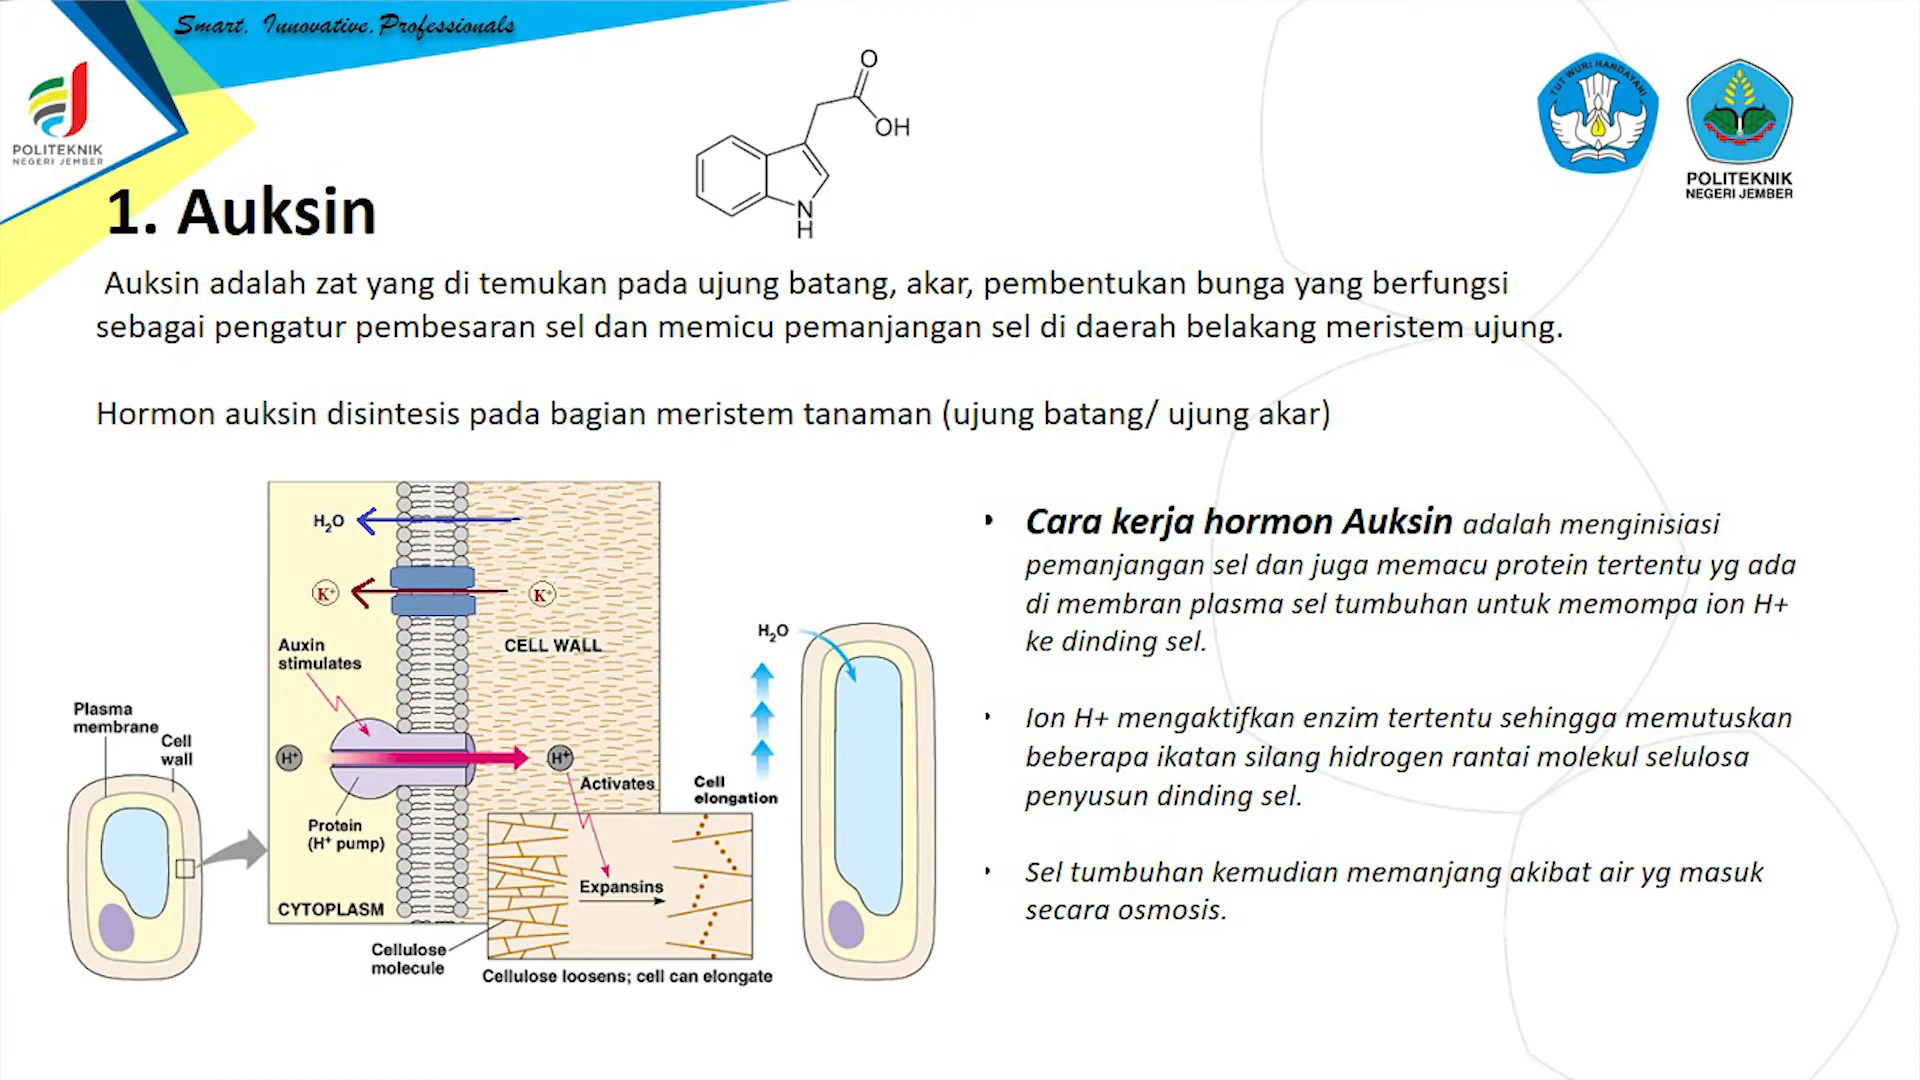 Smart. Innovative. Professionals
POLITEKNIK
NEGERI JEMBER
TUT WURI HANDAYANI
POLITEKNIK
NEGERI JEMBER
O
OH
N
H
1. Auksin
Auksin adalah zat yang di temukan pada ujung batang, akar, pembentukan bunga yang berfungsi
sebagai pengatur pembesaran sel dan memicu pemanjangan sel di daerah belakang meristem ujung.
Hormon auksin disintesis pada bagian meristem tanaman (ujung batang/ ujung akar)
H₂O
K⁺
K⁺
Auxin
stimulates
CELL WALL
Plasma
membrane
Cell
wall
H⁺
H⁺
Activates
Protein
(H⁺ pump)
CYTOPLASM
Cellulose
molecule
Expansins
Cellulose loosens; cell can elongate
Cell
elongation
H₂O
• Cara kerja hormon Auksin adalah menginisiasi
pemanjangan sel dan juga memacu protein tertentu yg ada
di membran plasma sel tumbuhan untuk memompa ion H+
ke dinding sel.
• Ion H+ mengaktifkan enzim tertentu sehingga memutuskan
beberapa ikatan silang hidrogen rantai molekul selulosa
penyusun dinding sel.
• Sel tumbuhan kemudian memanjang akibat air yg masuk
secara osmosis.